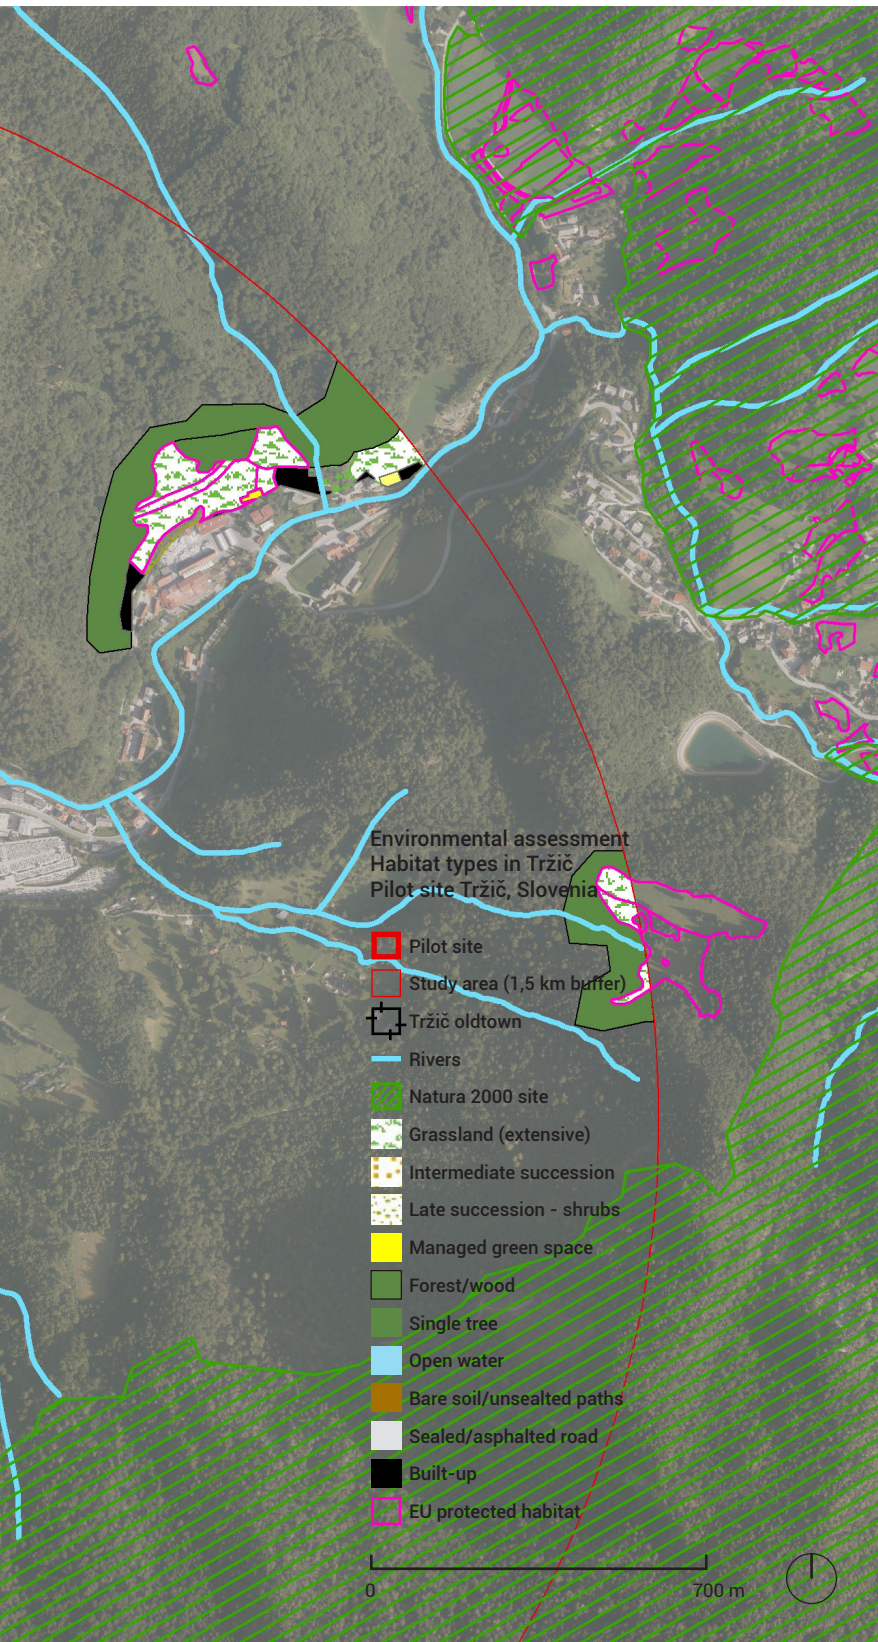 Environmental assessment
Habitat types in Tržič
Pilot site Tržič, Slovenia
Pilot site
Study area (1,5 km buffer)
Tržič oldtown
Rivers
Natura 2000 site
Grassland (extensive)
Intermediate succession
Late succession - shrubs
Managed green space
Forest/wood
Single tree
Open water
Bare soil/unsealted paths
Sealed/asphalted road
Built-up
EU protected habitat
0 700 m